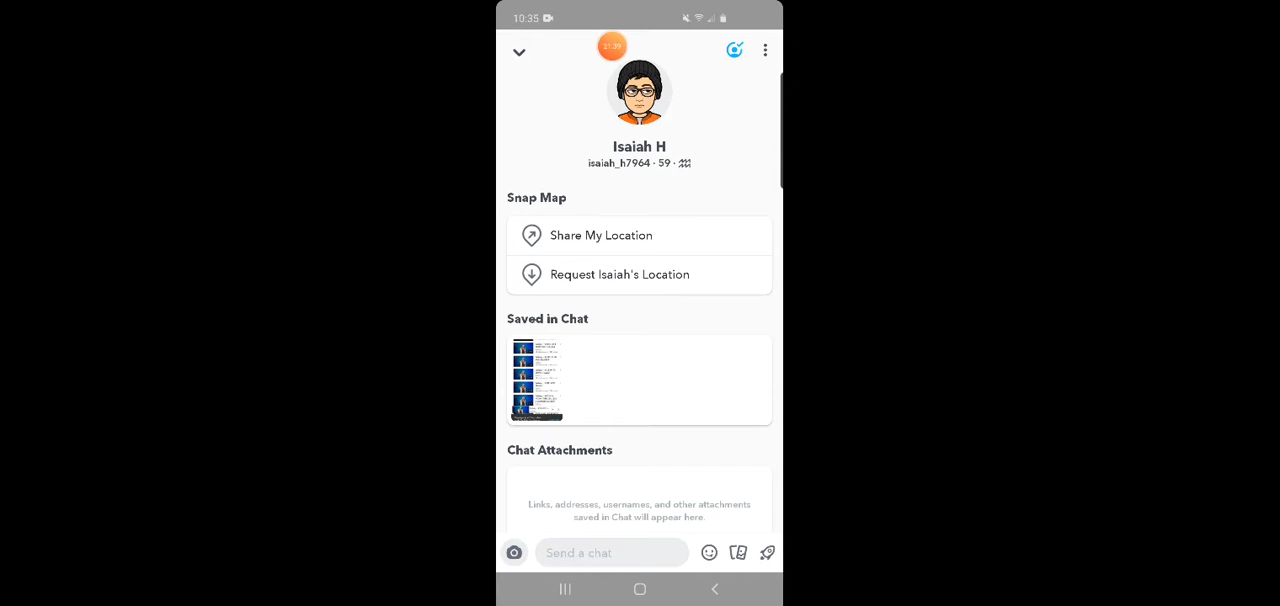 10:35
21:39
Isaiah H
isaiah_h7964 · 59 · ♒
Snap Map
Share My Location
Request Isaiah's Location
Saved in Chat
Chat Attachments
Links, addresses, usernames, and other attachments
saved in Chat will appear here.
Send a chat